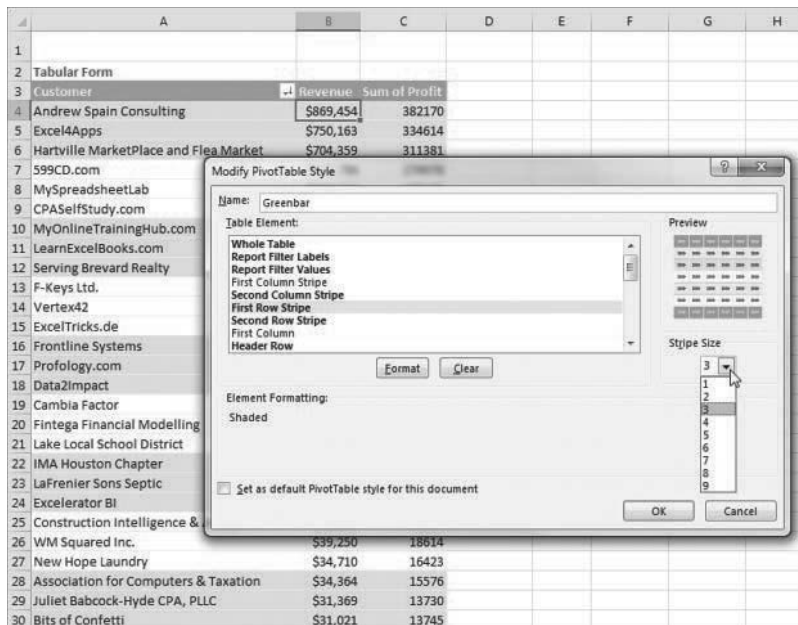 A B C D E F G H
1
2 Tabular Form
3 Customer Revenue Sum of Profit
4 Andrew Spain Consulting $869,454 382170
5 Excel4Apps $750,163 334614
6 Hartville MarketPlace and Flea Market $704,359 311381
7 599CD.com
8 MySpreadsheetLab
9 CPASelfStudy.com
10 MyOnlineTrainingHub.com
11 LearnExcelBooks.com
12 Serving Brevard Realty
13 F-Keys Ltd.
14 Vertex42
15 ExcelTricks.de
16 Frontline Systems
17 Profology.com
18 Data2Impact
19 Cambia Factor
20 Fintega Financial Modelling
21 Lake Local School District
22 IMA Houston Chapter
23 LaFrenier Sons Septic
24 Excelerator BI
25 Construction Intelligence &
26 WM Squared Inc. $39,250 18614
27 New Hope Laundry $34,710 16423
28 Association for Computers & Taxation $34,364 15576
29 Juliet Babcock-Hyde CPA, PLLC $31,369 13730
30 Bits of Confetti $31,021 13745
Modify PivotTable Style
Name: Greenbar
Table Element:
Whole Table
Report Filter Labels
Report Filter Values
First Column Stripe
Second Column Stripe
First Row Stripe
Second Row Stripe
First Column
Header Row
Format Clear
Element Formatting:
Shaded
Preview
Stripe Size
3
1
2
3
4
5
6
7
8
9
Set as default PivotTable style for this document
OK Cancel